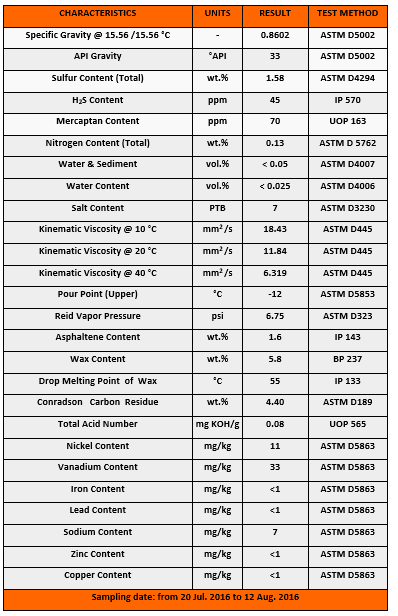 CHARACTERISTICS UNITS RESULT TEST METHOD
Specific Gravity @ 15.56 /15.56 °C - 0.8602 ASTM D5002
API Gravity °API 33 ASTM D5002
Sulfur Content (Total) wt.% 1.58 ASTM D4294
H₂S Content ppm 45 IP 570
Mercaptan Content ppm 70 UOP 163
Nitrogen Content (Total) wt.% 0.13 ASTM D 5762
Water & Sediment vol.% < 0.05 ASTM D4007
Water Content vol.% < 0.025 ASTM D4006
Salt Content PTB 7 ASTM D3230
Kinematic Viscosity @ 10 °C mm² /s 18.43 ASTM D445
Kinematic Viscosity @ 20 °C mm² /s 11.84 ASTM D445
Kinematic Viscosity @ 40 °C mm² /s 6.319 ASTM D445
Pour Point (Upper) °C -12 ASTM D5853
Reid Vapor Pressure psi 6.75 ASTM D323
Asphaltene Content wt.% 1.6 IP 143
Wax Content wt.% 5.8 BP 237
Drop Melting Point of Wax °C 55 IP 133
Conradson Carbon Residue wt.% 4.40 ASTM D189
Total Acid Number mg KOH/g 0.08 UOP 565
Nickel Content mg/kg 11 ASTM D5863
Vanadium Content mg/kg 33 ASTM D5863
Iron Content mg/kg <1 ASTM D5863
Lead Content mg/kg <1 ASTM D5863
Sodium Content mg/kg 7 ASTM D5863
Zinc Content mg/kg <1 ASTM D5863
Copper Content mg/kg <1 ASTM D5863
Sampling date: from 20 Jul. 2016 to 12 Aug. 2016